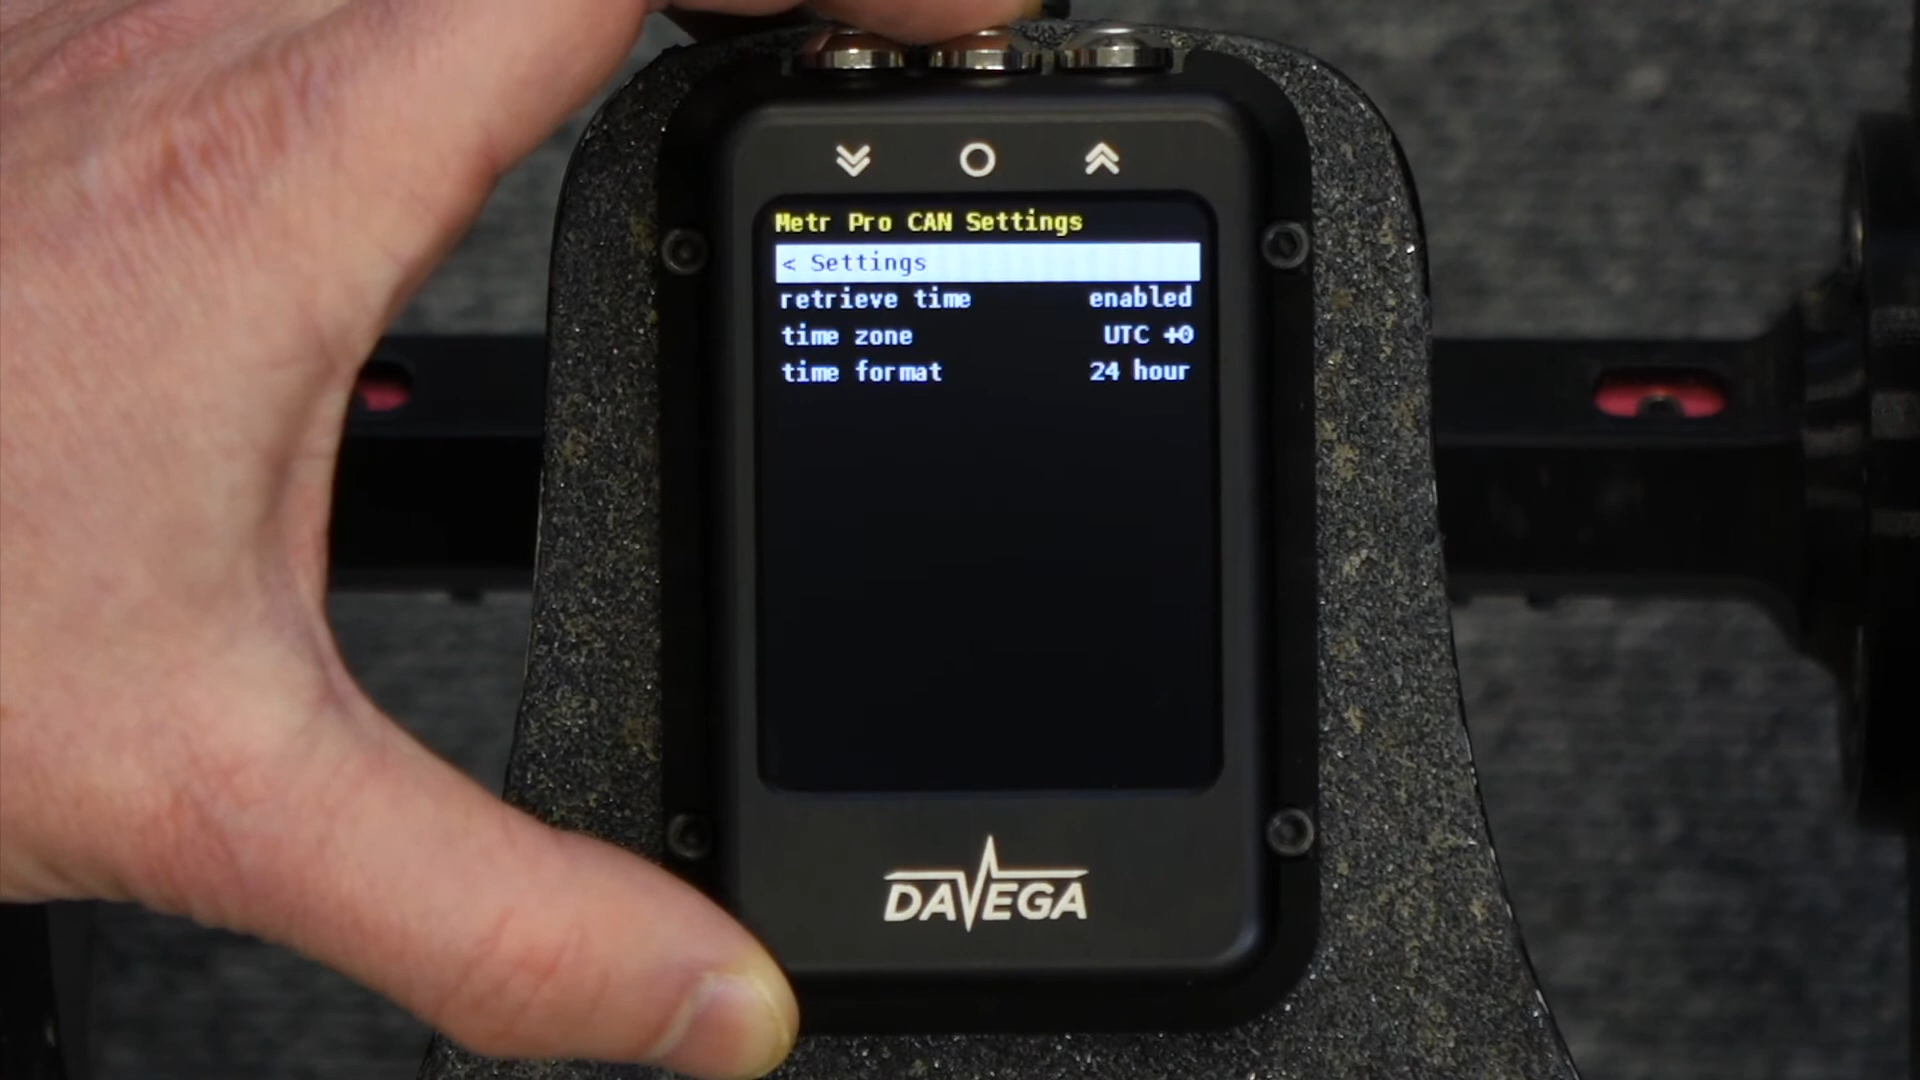 Metr Pro CAN Settings
< Settings
retrieve time enabled
time zone UTC +0
time format 24 hour
DAVEGA